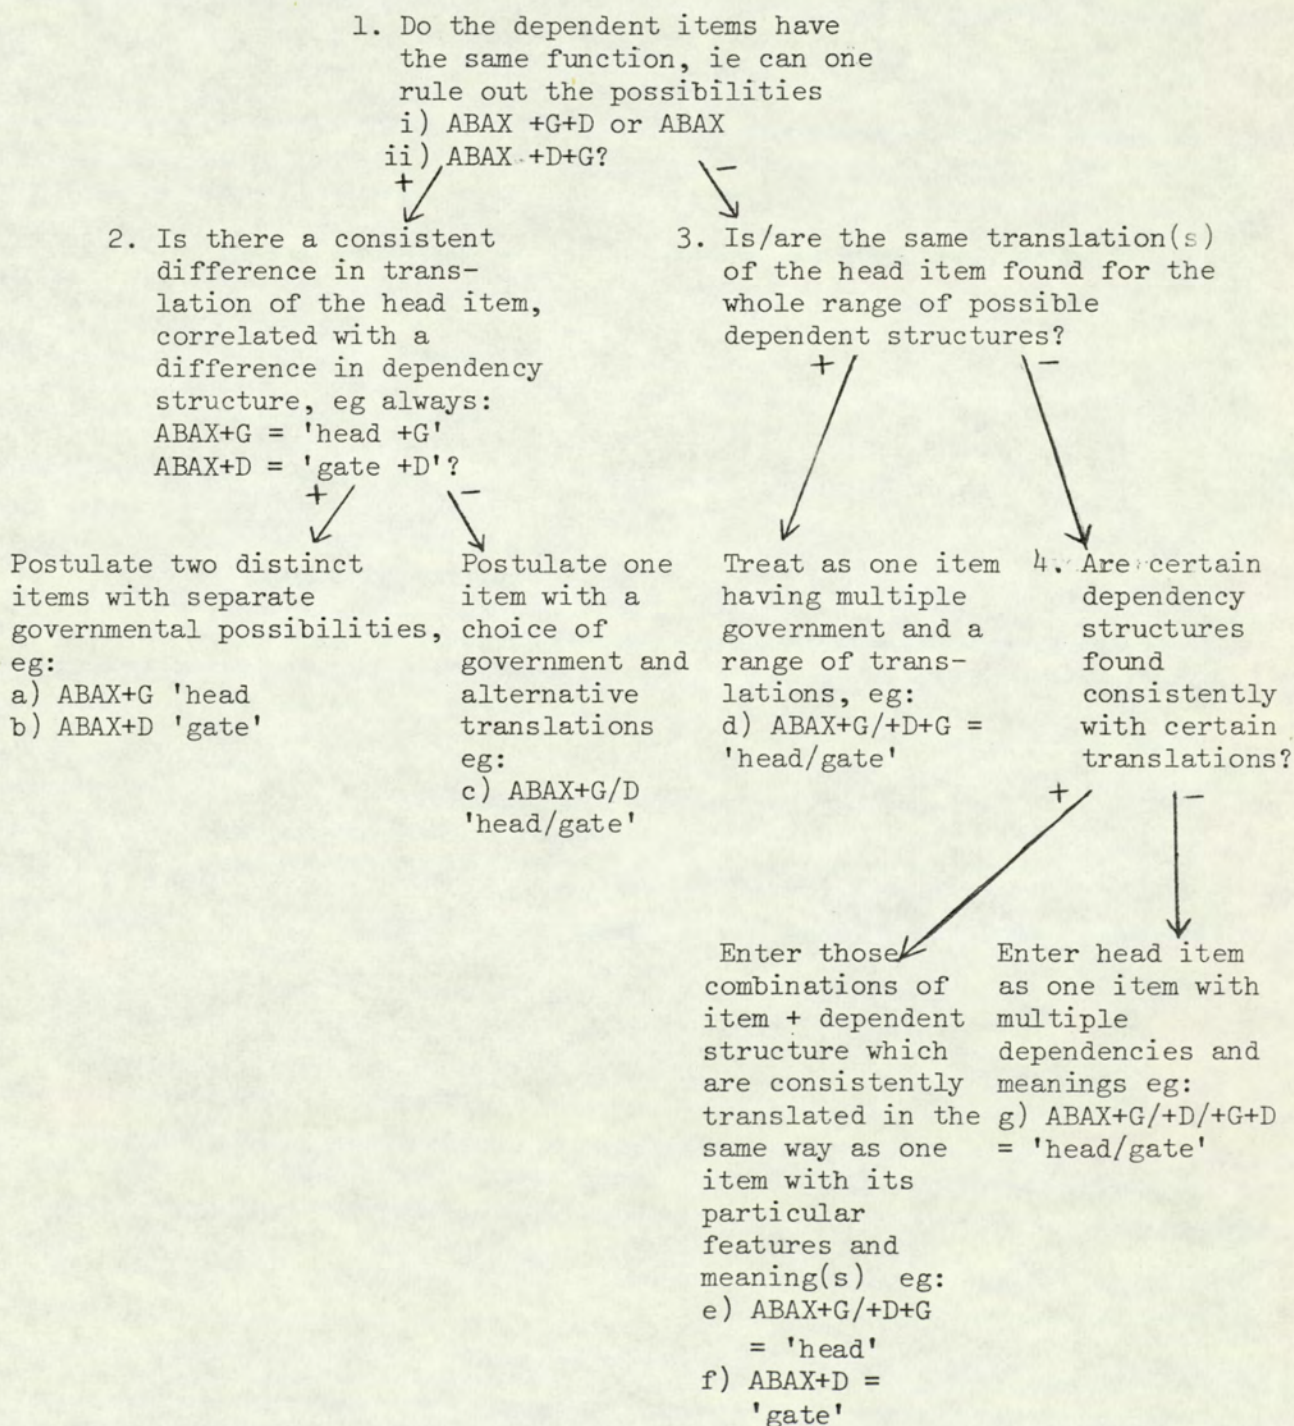 1. Do the dependent items have
the same function, ie can one
rule out the possibilities
i) ABAX +G+D or ABAX
ii) ABAX +D+G?
+
-
2. Is there a consistent
difference in trans-
lation of the head item,
correlated with a
difference in dependency
structure, eg always:
ABAX+G = 'head +G'
ABAX+D = 'gate +D'?
+
-
3. Is/are the same translation(s)
of the head item found for the
whole range of possible
dependent structures?
+
-
Postulate two distinct
items with separate
governmental possibilities,
eg:
a) ABAX+G 'head
b) ABAX+D 'gate'
Postulate one
item with a
choice of
government and
alternative
translations
eg:
c) ABAX+G/D
'head/gate'
Treat as one item
having multiple
government and a
range of trans-
lations, eg:
d) ABAX+G/+D+G =
'head/gate'
4. Are certain
dependency
structures
found
consistently
with certain
translations?
+
-
Enter those
combinations of
item + dependent
structure which
are consistently
translated in the
same way as one
item with its
particular
features and
meaning(s) eg:
e) ABAX+G/+D+G
= 'head'
f) ABAX+D =
'gate'
Enter head item
as one item with
multiple
dependencies and
meanings eg:
g) ABAX+G/+D/+G+D
= 'head/gate'